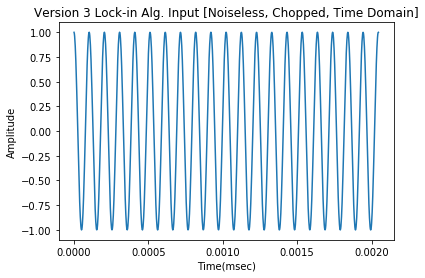 Version 3 Lock-in Alg. Input [Noiseless, Chopped, Time Domain]
1.00
0.75
0.50
0.25
0.00
−0.25
−0.50
−0.75
−1.00
Amplitude
0.0000 0.0005 0.0010 0.0015 0.0020
Time(msec)